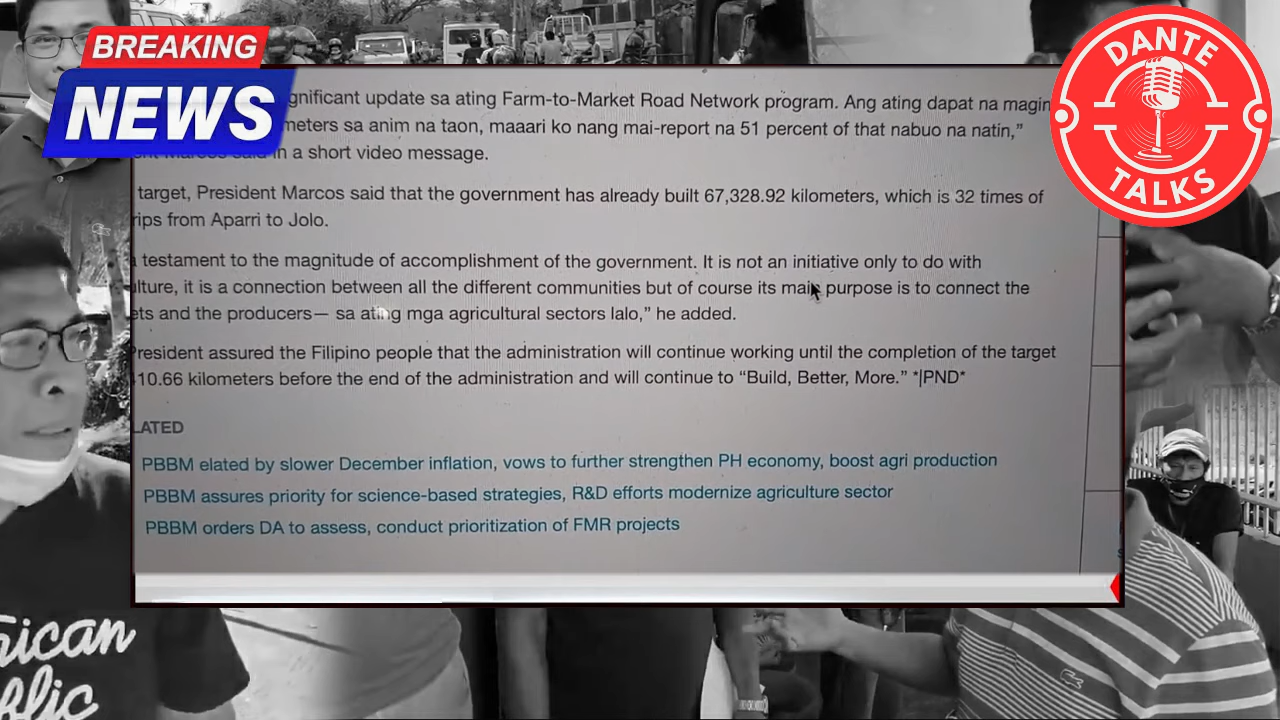 BREAKING
NEWS
DANTE
TALKS
gnificant update sa ating Farm-to-Market Road Network program. Ang ating dapat na magin
meters sa anim na taon, maaari ko nang mai-report na 51 percent of that nabuo na natin,”
Marcos said in a short video message.
target, President Marcos said that the government has already built 67,328.92 kilometers, which is 32 times of
rips from Aparri to Jolo.
testament to the magnitude of accomplishment of the government. It is not an initiative only to do with
ulture, it is a connection between all the different communities but of course its main purpose is to connect the
ets and the producers— sa ating mga agricultural sectors lalo,” he added.
President assured the Filipino people that the administration will continue working until the completion of the target
10.66 kilometers before the end of the administration and will continue to “Build, Better, More.” *|PND*
LATED
PBBM elated by slower December inflation, vows to further strengthen PH economy, boost agri production
PBBM assures priority for science-based strategies, R&D efforts modernize agriculture sector
PBBM orders DA to assess, conduct prioritization of FMR projects
rican
blic